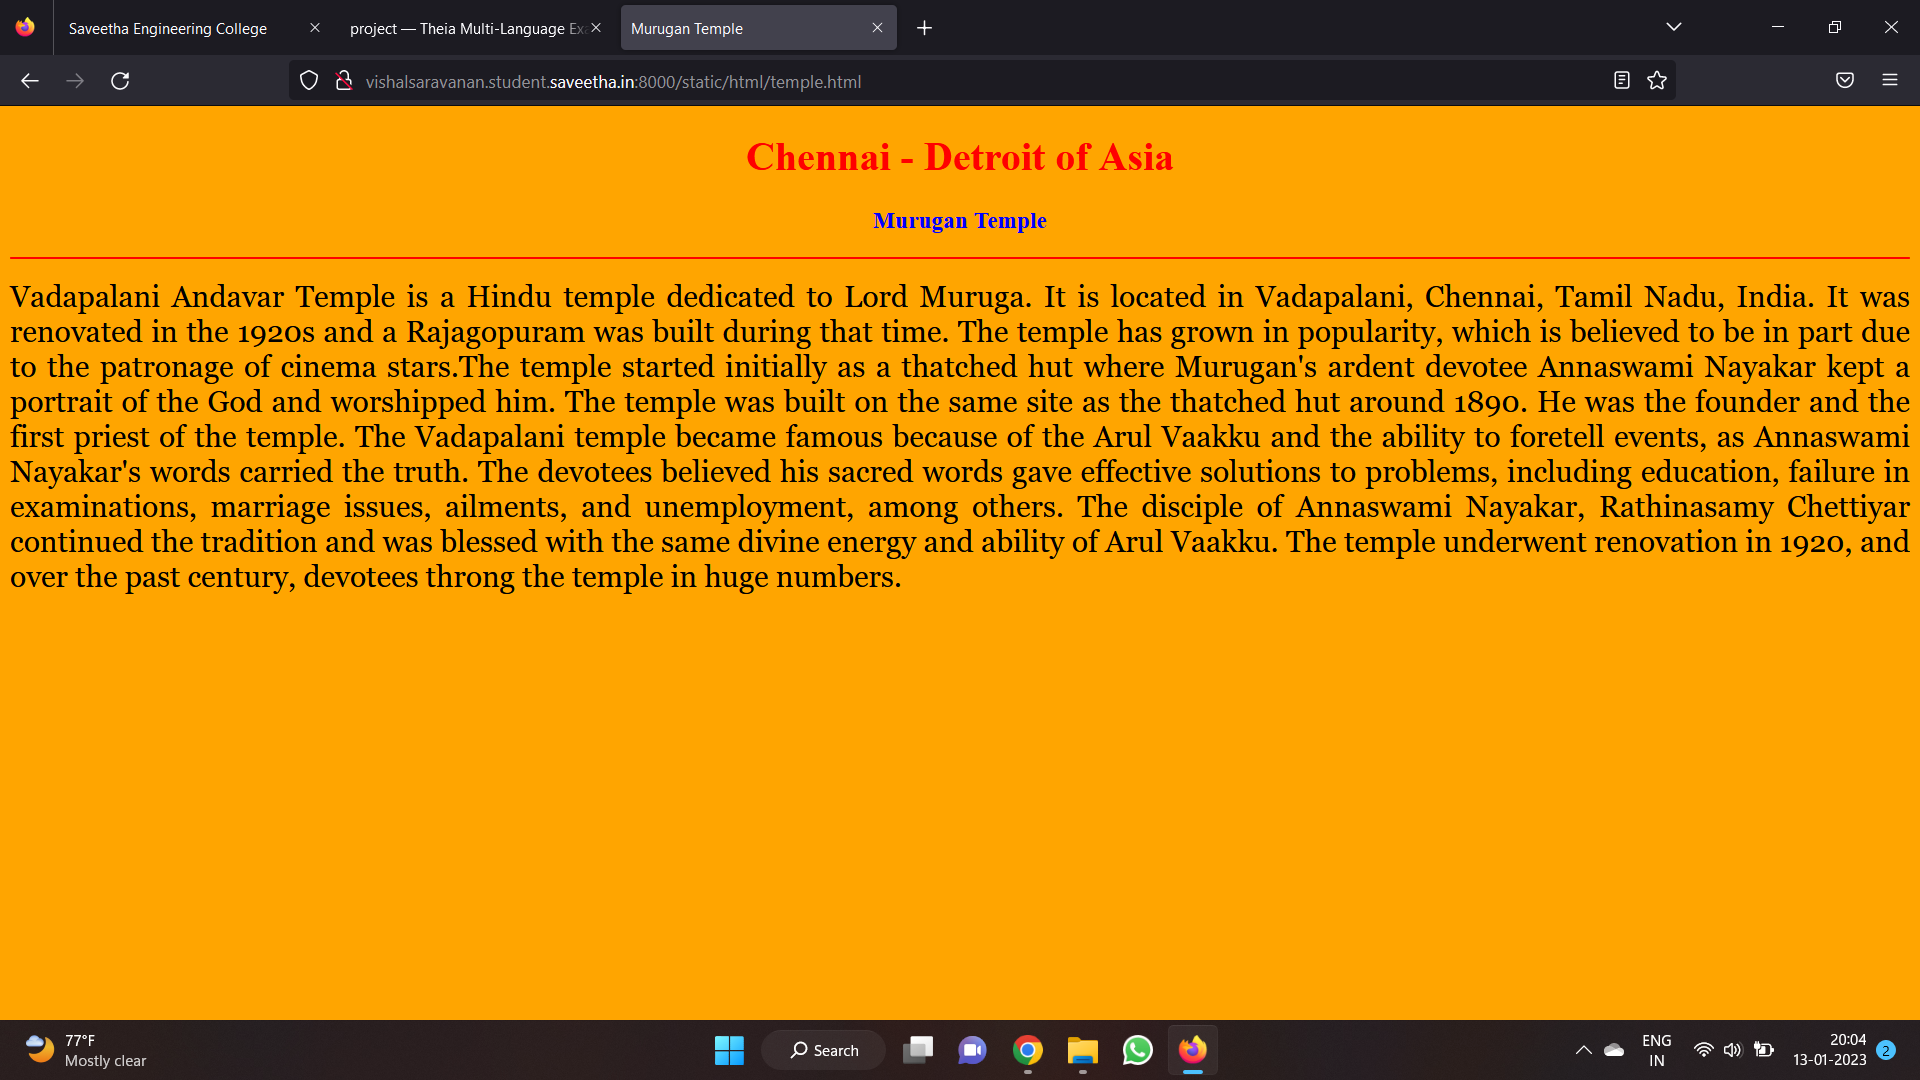 Saveetha Engineering College
project — Theia Multi-Language Ex
Murugan Temple
vishalsaravanan.student.saveetha.in:8000/static/html/temple.html
Chennai - Detroit of Asia
Murugan Temple
Vadapalani Andavar Temple is a Hindu temple dedicated to Lord Muruga. It is located in Vadapalani, Chennai, Tamil Nadu, India. It was
renovated in the 1920s and a Rajagopuram was built during that time. The temple has grown in popularity, which is believed to be in part due
to the patronage of cinema stars.The temple started initially as a thatched hut where Murugan's ardent devotee Annaswami Nayakar kept a
portrait of the God and worshipped him. The temple was built on the same site as the thatched hut around 1890. He was the founder and the
first priest of the temple. The Vadapalani temple became famous because of the Arul Vaakku and the ability to foretell events, as Annaswami
Nayakar's words carried the truth. The devotees believed his sacred words gave effective solutions to problems, including education, failure in
examinations, marriage issues, ailments, and unemployment, among others. The disciple of Annaswami Nayakar, Rathinasamy Chettiyar
continued the tradition and was blessed with the same divine energy and ability of Arul Vaakku. The temple underwent renovation in 1920, and
over the past century, devotees throng the temple in huge numbers.
77°F
Mostly clear
Search
ENG
IN
20:04
13-01-2023
2